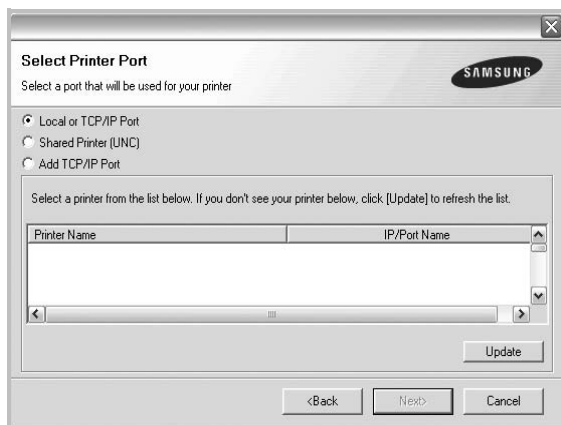 Select Printer Port
Select a port that will be used for your printer
SAMSUNG
Local or TCP/IP Port
Shared Printer (UNC)
Add TCP/IP Port
Select a printer from the list below. If you don't see your printer below, click [Update] to refresh the list.
Printer Name IP/Port Name
Update
<Back Next> Cancel